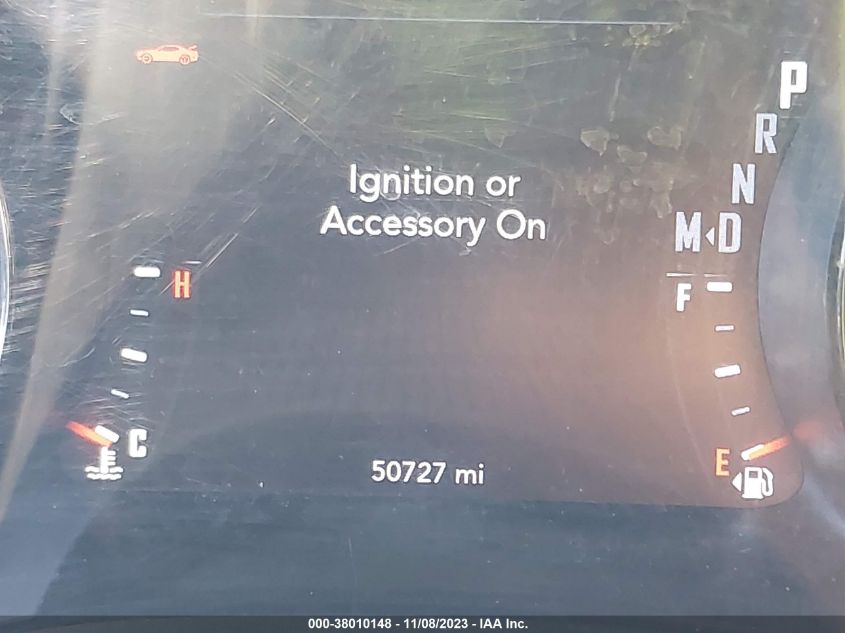 P
R
N
M D
Ignition or
Accessory On
H
F
C
E
50727 mi
000-38010148 - 11/08/2023 - IAA Inc.